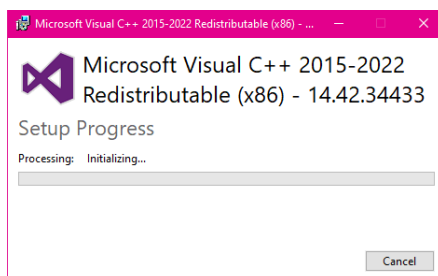 Microsoft Visual C++ 2015-2022 Redistributable (x86) - ...
Microsoft Visual C++ 2015-2022
Redistributable (x86) - 14.42.34433
Setup Progress
Processing: Initializing...
Cancel